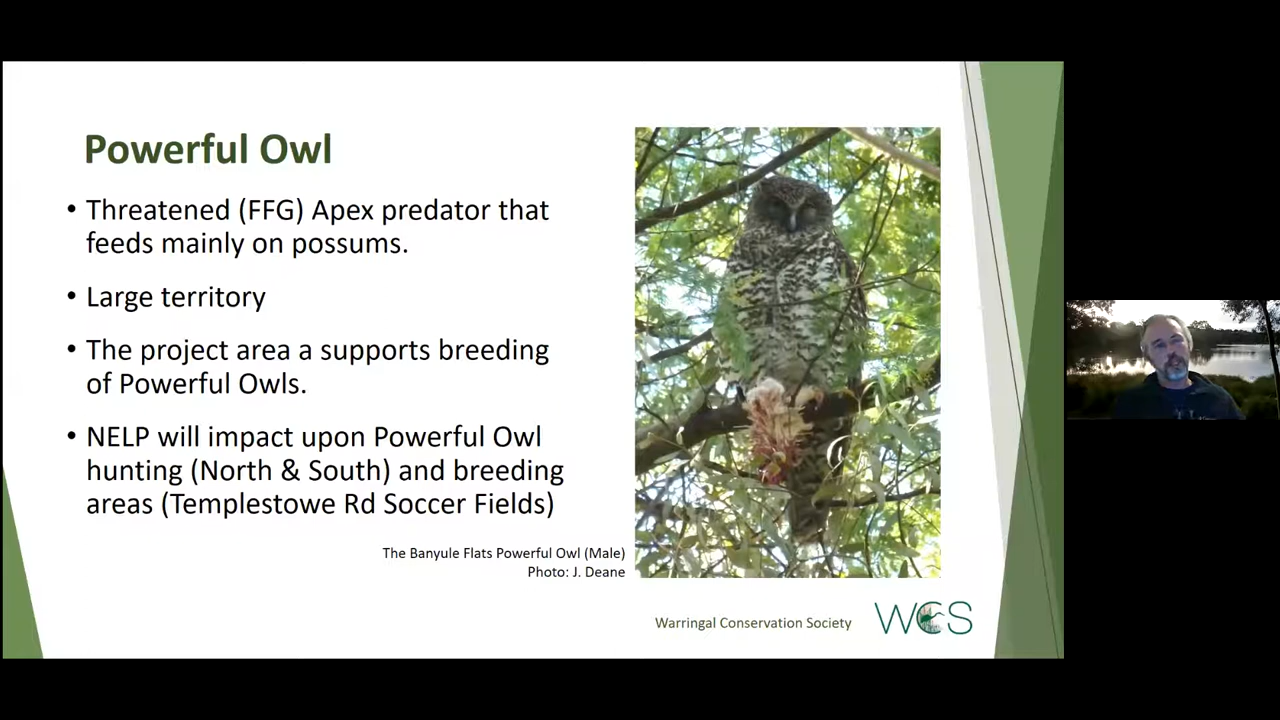 Powerful Owl
• Threatened (FFG) Apex predator that
feeds mainly on possums.
• Large territory
• The project area a supports breeding
of Powerful Owls.
• NELP will impact upon Powerful Owl
hunting (North & South) and breeding
areas (Templestowe Rd Soccer Fields)
The Banyule Flats Powerful Owl (Male)
Photo: J. Deane
Warringal Conservation Society
WCS